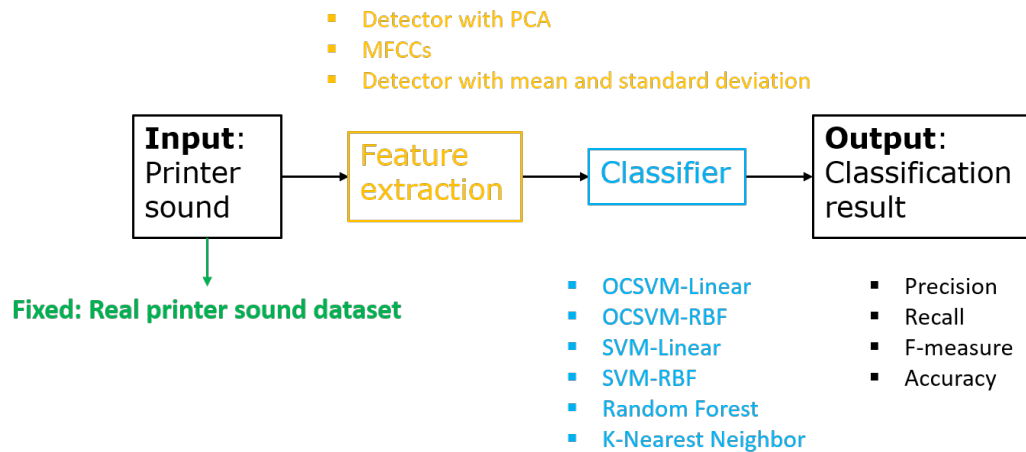 ▪ Detector with PCA
▪ MFCCs
▪ Detector with mean and standard deviation
Input:
Printer
sound
Feature
extraction
Classifier
Output:
Classification
result
Fixed: Real printer sound dataset
▪ OCSVM-Linear
▪ OCSVM-RBF
▪ SVM-Linear
▪ SVM-RBF
▪ Random Forest
▪ K-Nearest Neighbor
▪ Precision
▪ Recall
▪ F-measure
▪ Accuracy